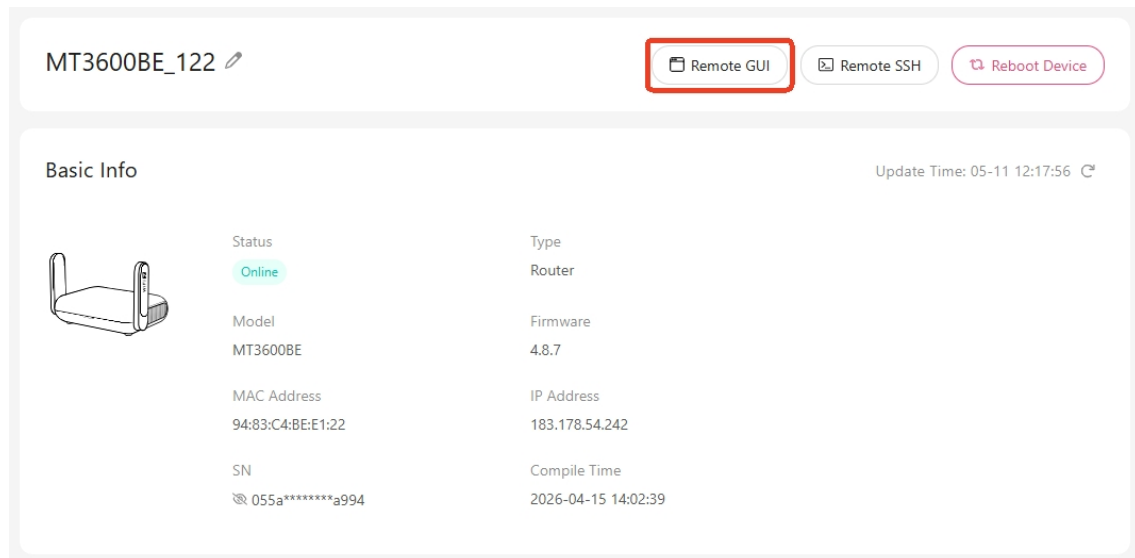 MT3600BE_122
Remote GUI
Remote SSH
Reboot Device
Basic Info
Update Time: 05-11 12:17:56
Status
Type
Online
Router
Model
Firmware
MT3600BE
4.8.7
MAC Address
IP Address
94:83:C4:BE:E1:22
183.178.54.242
SN
Compile Time
055a********a994
2026-04-15 14:02:39